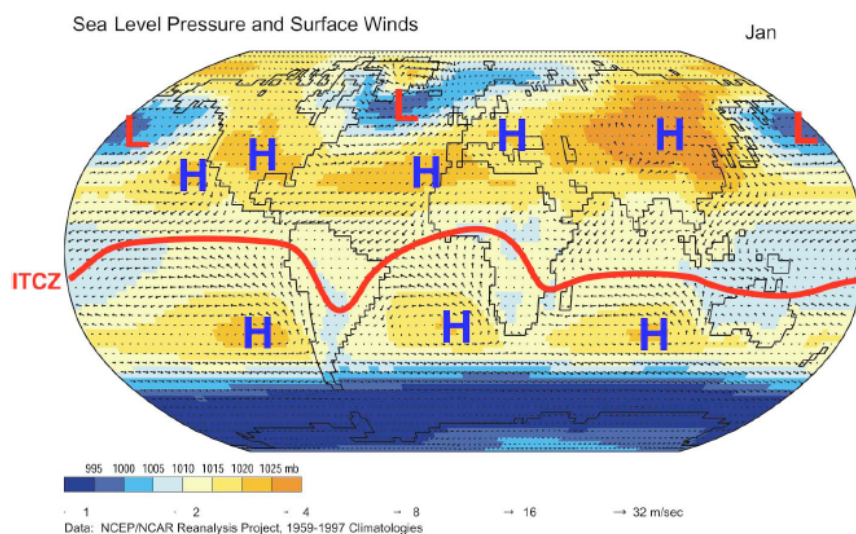 Sea Level Pressure and Surface Winds
Jan
L
L
L
H
H
H
H
H
ITCZ
H
H
H
995 1000 1005 1010 1015 1020 1025 mb
1 2 4 8 16 32 m/sec
Data: NCEP/NCAR Reanalysis Project, 1959-1997 Climatologies